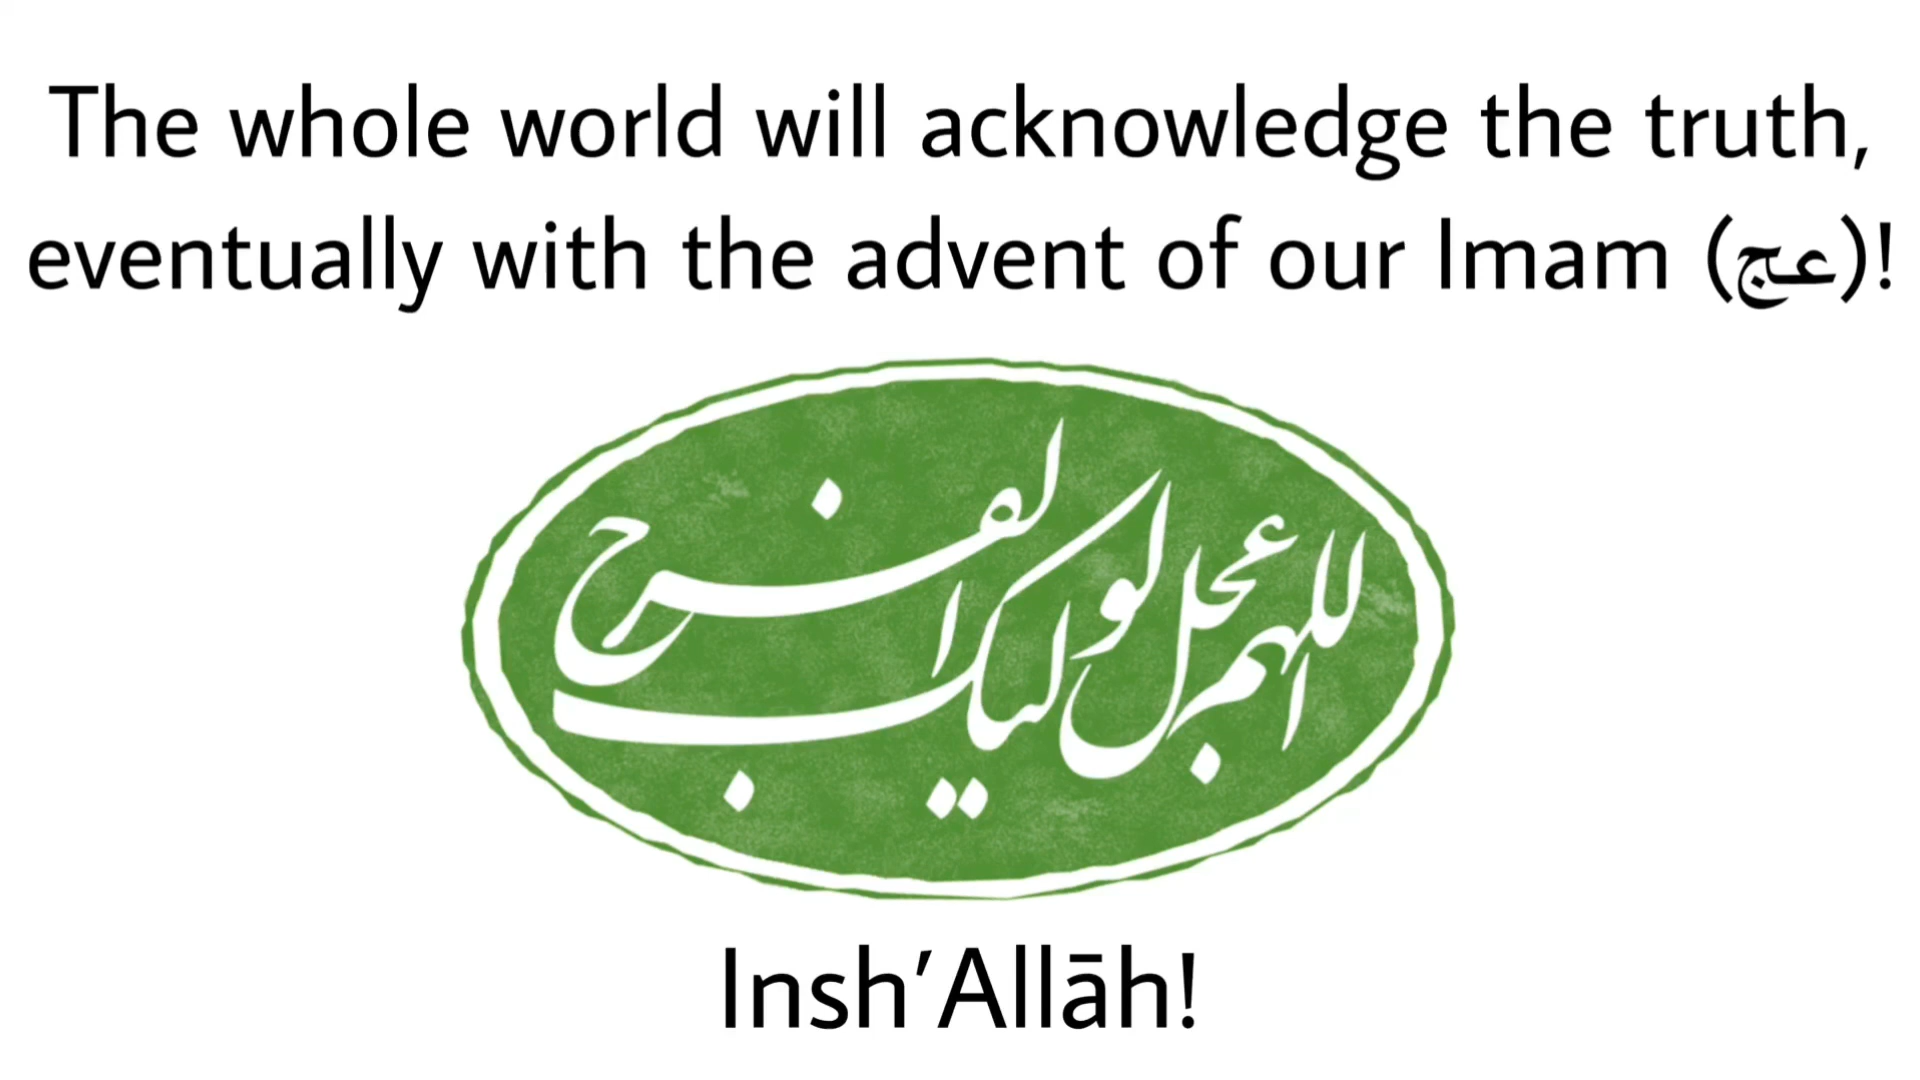 The whole world will acknowledge the truth,
eventually with the advent of our Imam (عج)!
اللهم عجل لولیک الفرج
Insh’Allāh!